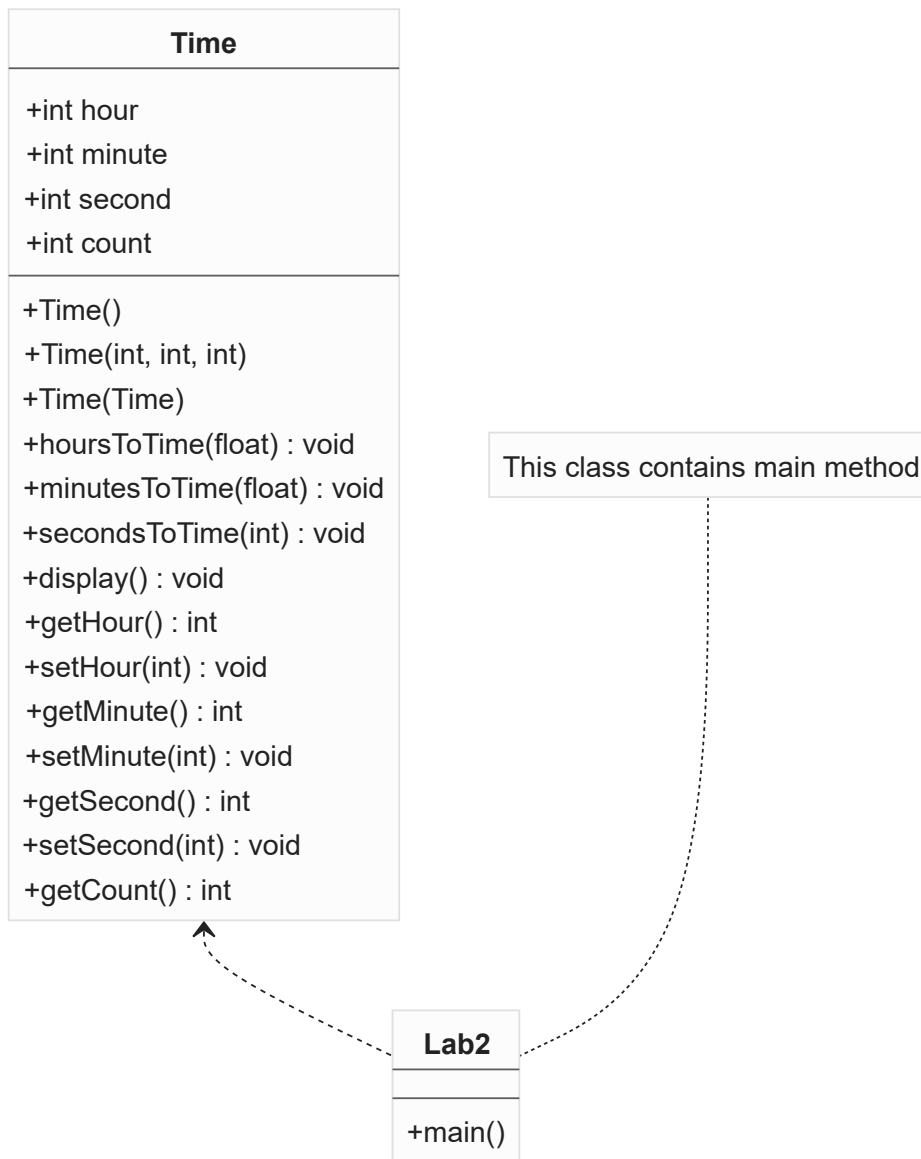 Time
+int hour
+int minute
+int second
+int count
+Time()
+Time(int, int, int)
+Time(Time)
+hoursToTime(float) : void
+minutesToTime(float) : void
+secondsToTime(int) : void
+display() : void
+getHour() : int
+setHour(int) : void
+getMinute() : int
+setMinute(int) : void
+getSecond() : int
+setSecond(int) : void
+getCount() : int
This class contains main method
Lab2
+main()